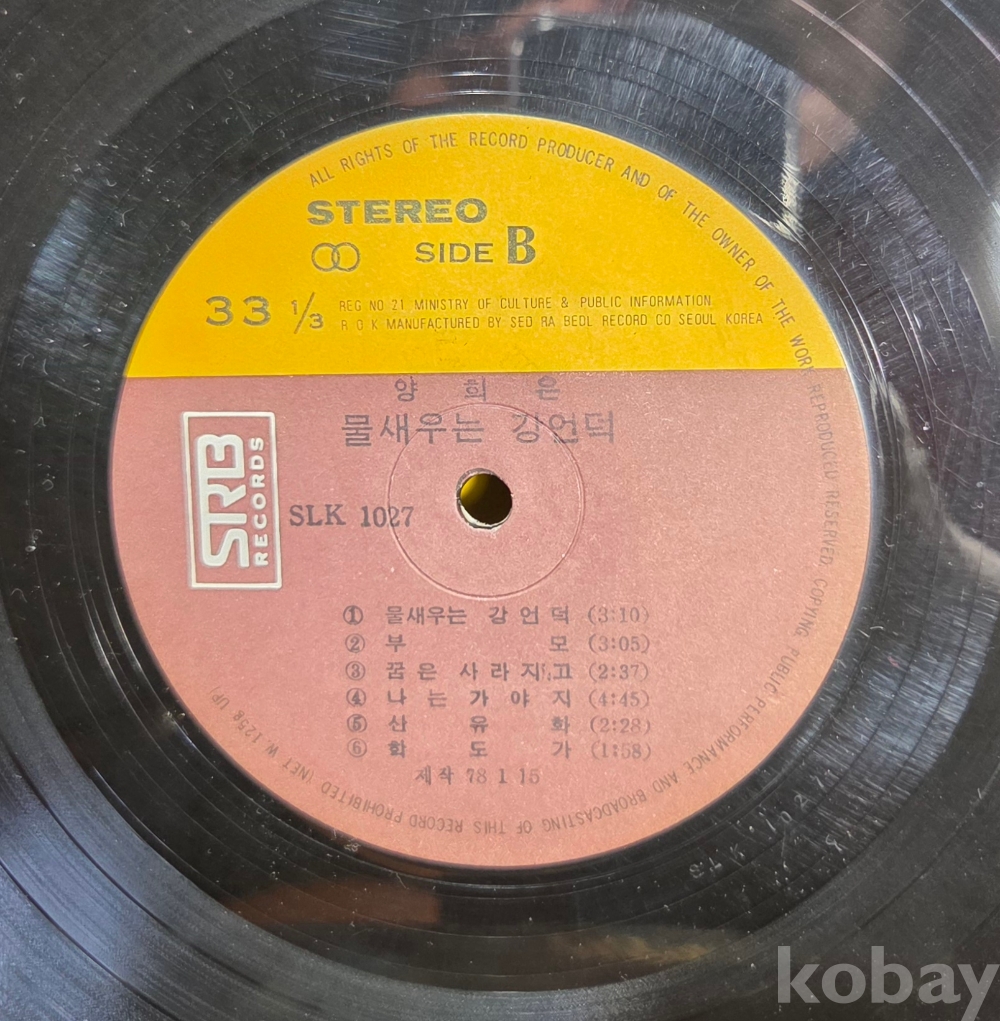 ALL RIGHTS OF THE RECORD PRODUCER AND OF THE OWNER OF THE WORK REPRODUCED RESERVED. COPYING, PUBLIC PERFORMANCE AND BROADCASTING OF THIS RECORD PROHIBITED (NET W. 125g UP)
STEREO
SIDE B
33 1/3
REG NO 21 MINISTRY OF CULTURE & PUBLIC INFORMATION
R O K MANUFACTURED BY SEO RA BEOL RECORD CO SEOUL KOREA
양 희 은
물새우는 강언덕
STRB
RECORDS
SLK 1027
① 물새우는 강 언 덕 (3:10)
② 부 모 (3:05)
③ 꿈 은 사 라 지 고 (2:37)
④ 나 는 가 야 지 (4:45)
⑤ 산 유 화 (2:28)
⑥ 학 도 가 (1:58)
제작 78 1 15
kobay